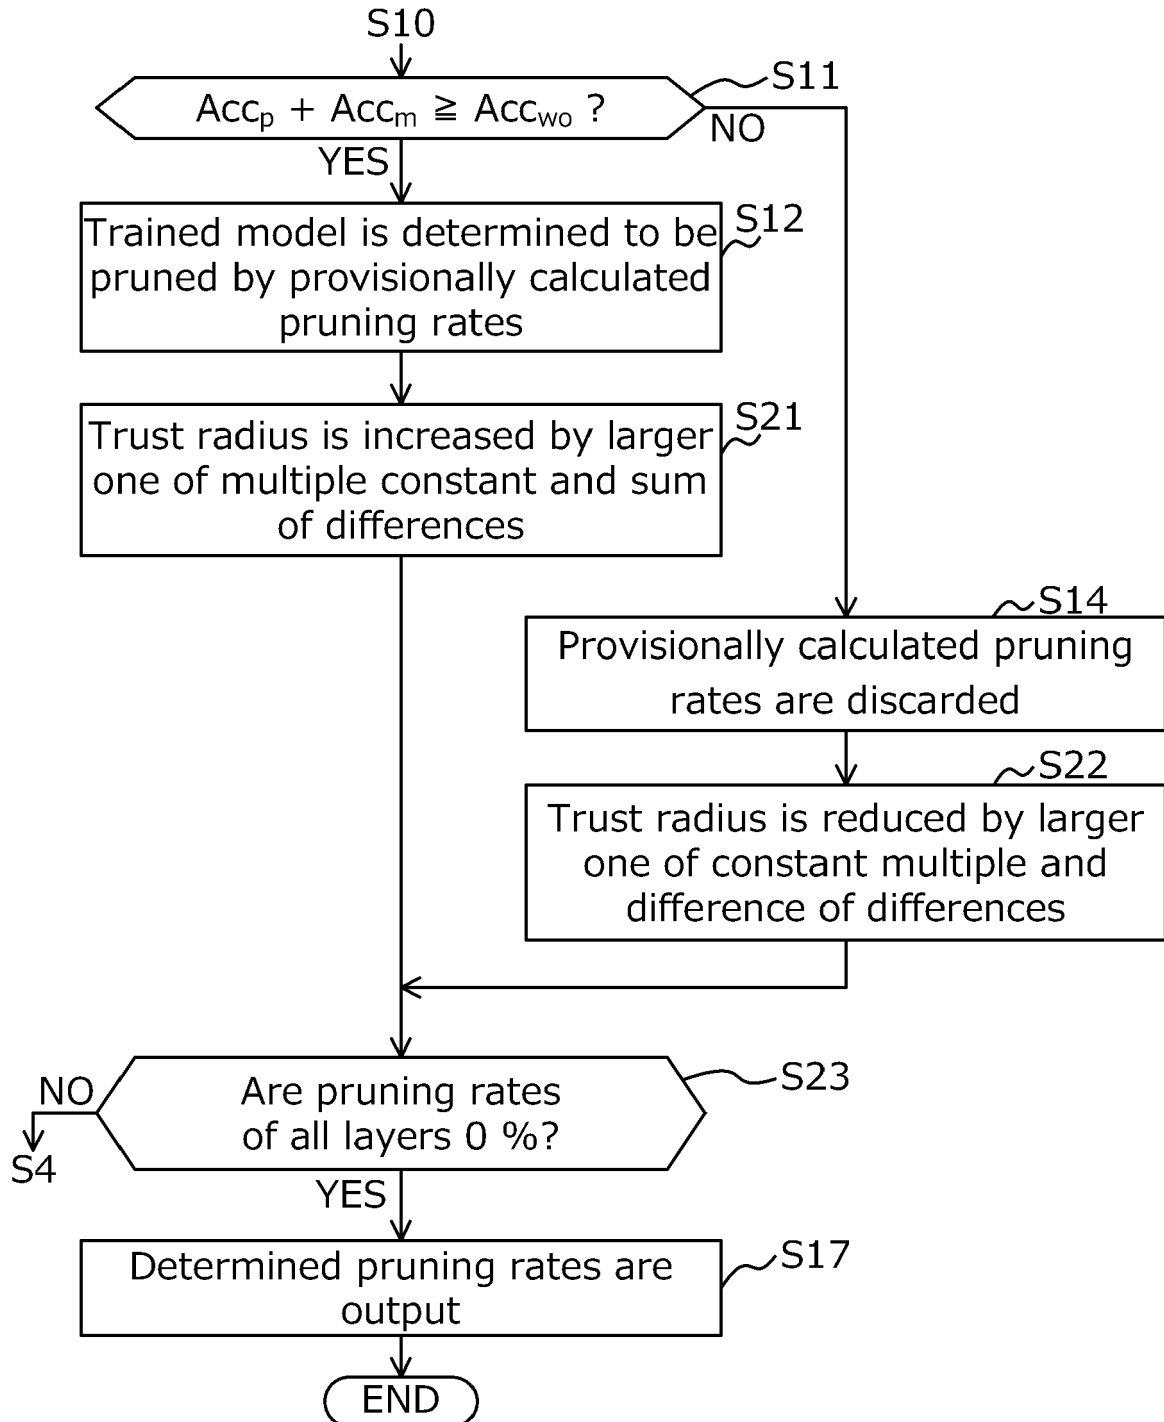 S10
S11
Accp + Accm ≧ Accwo ?
NO
YES
S12
Trained model is determined to be
pruned by provisionally calculated
pruning rates
S21
Trust radius is increased by larger
one of multiple constant and sum
of differences
S14
Provisionally calculated pruning
rates are discarded
S22
Trust radius is reduced by larger
one of constant multiple and
difference of differences
S23
NO
Are pruning rates
of all layers 0 %?
S4
YES
S17
Determined pruning rates are
output
END